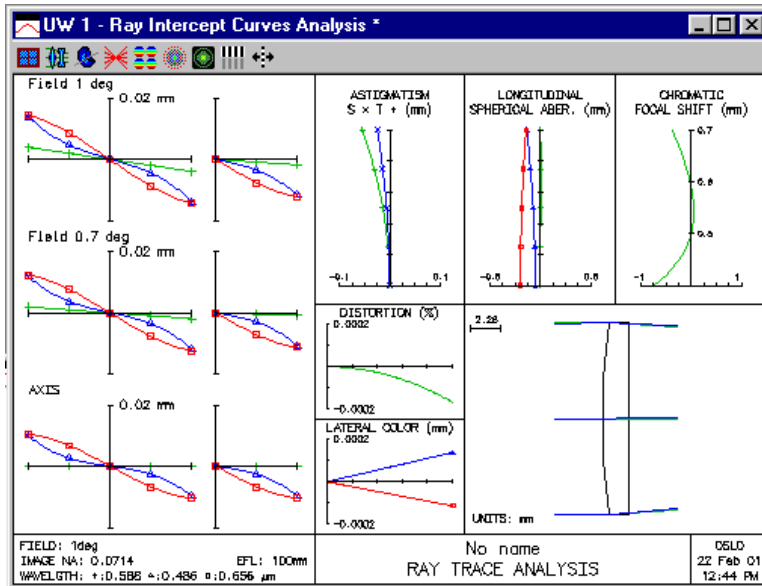 UW 1 - Ray Intercept Curves Analysis *
Field 1 deg
0.02 mm
Field 0.7 deg
0.02 mm
AXIS
0.02 mm
ASTIGMATISM
S × T + (mm)
-0.1 0.1
LONGITUDINAL
SPHERICAL ABER. (mm)
CHROMATIC
FOCAL SHIFT (mm)
0.7
0.6
0.5
-1 1
DISTORTION (%)
0.0002
-0.0002
LATERAL COLOR (mm)
0.0002
-0.0002
2.28
UNITS: mm
FIELD: 1deg
IMAGE NA: 0.0714 EFL: 100mm
WAVELGTH: +:0.588 △:0.486 □:0.656 μm
No name
RAY TRACE ANALYSIS
OSLO
22 Feb 01
12:44 PM